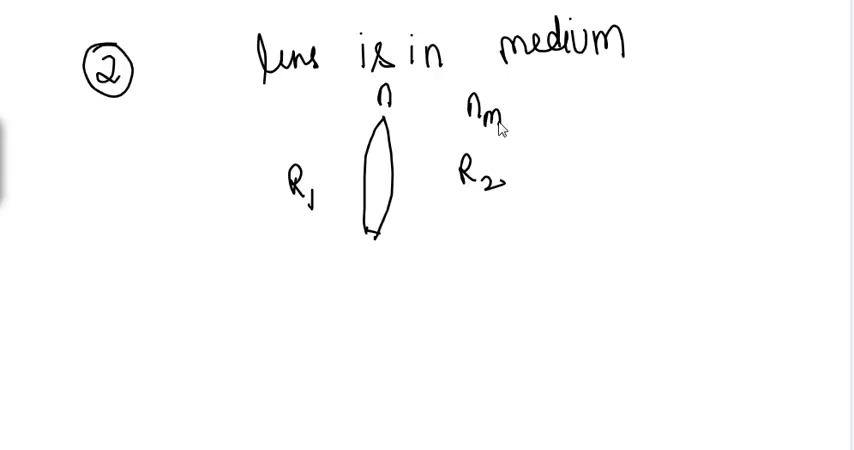 ② lens is in medium
n
n_m
R_1
R_2